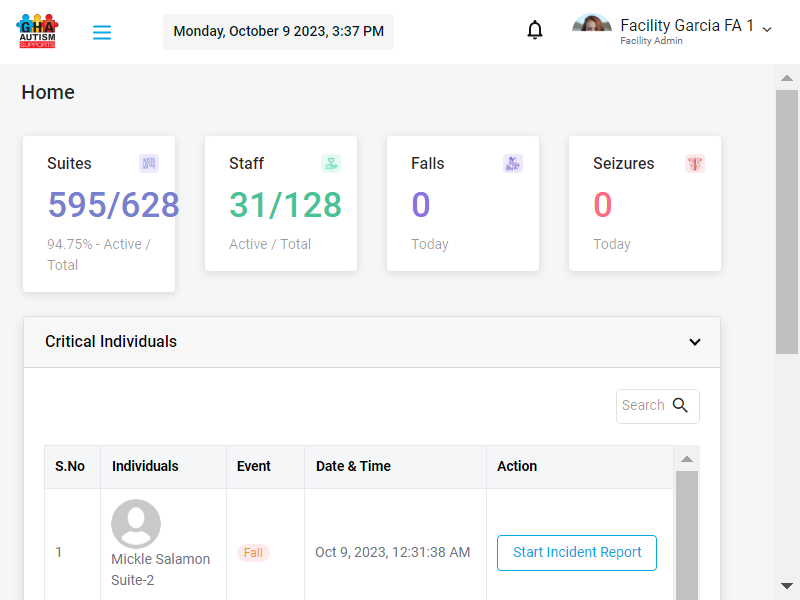 GHA
AUTISM
SUPPORTS
Monday, October 9 2023, 3:37 PM
Facility Garcia FA 1
Facility Admin
Home
Suites
595/628
94.75% - Active /
Total
Staff
31/128
Active / Total
Falls
0
Today
Seizures
0
Today
Critical Individuals
Search
S.No Individuals Event Date & Time Action
1 Mickle Salamon Fall Oct 9, 2023, 12:31:38 AM Start Incident Report
Suite-2